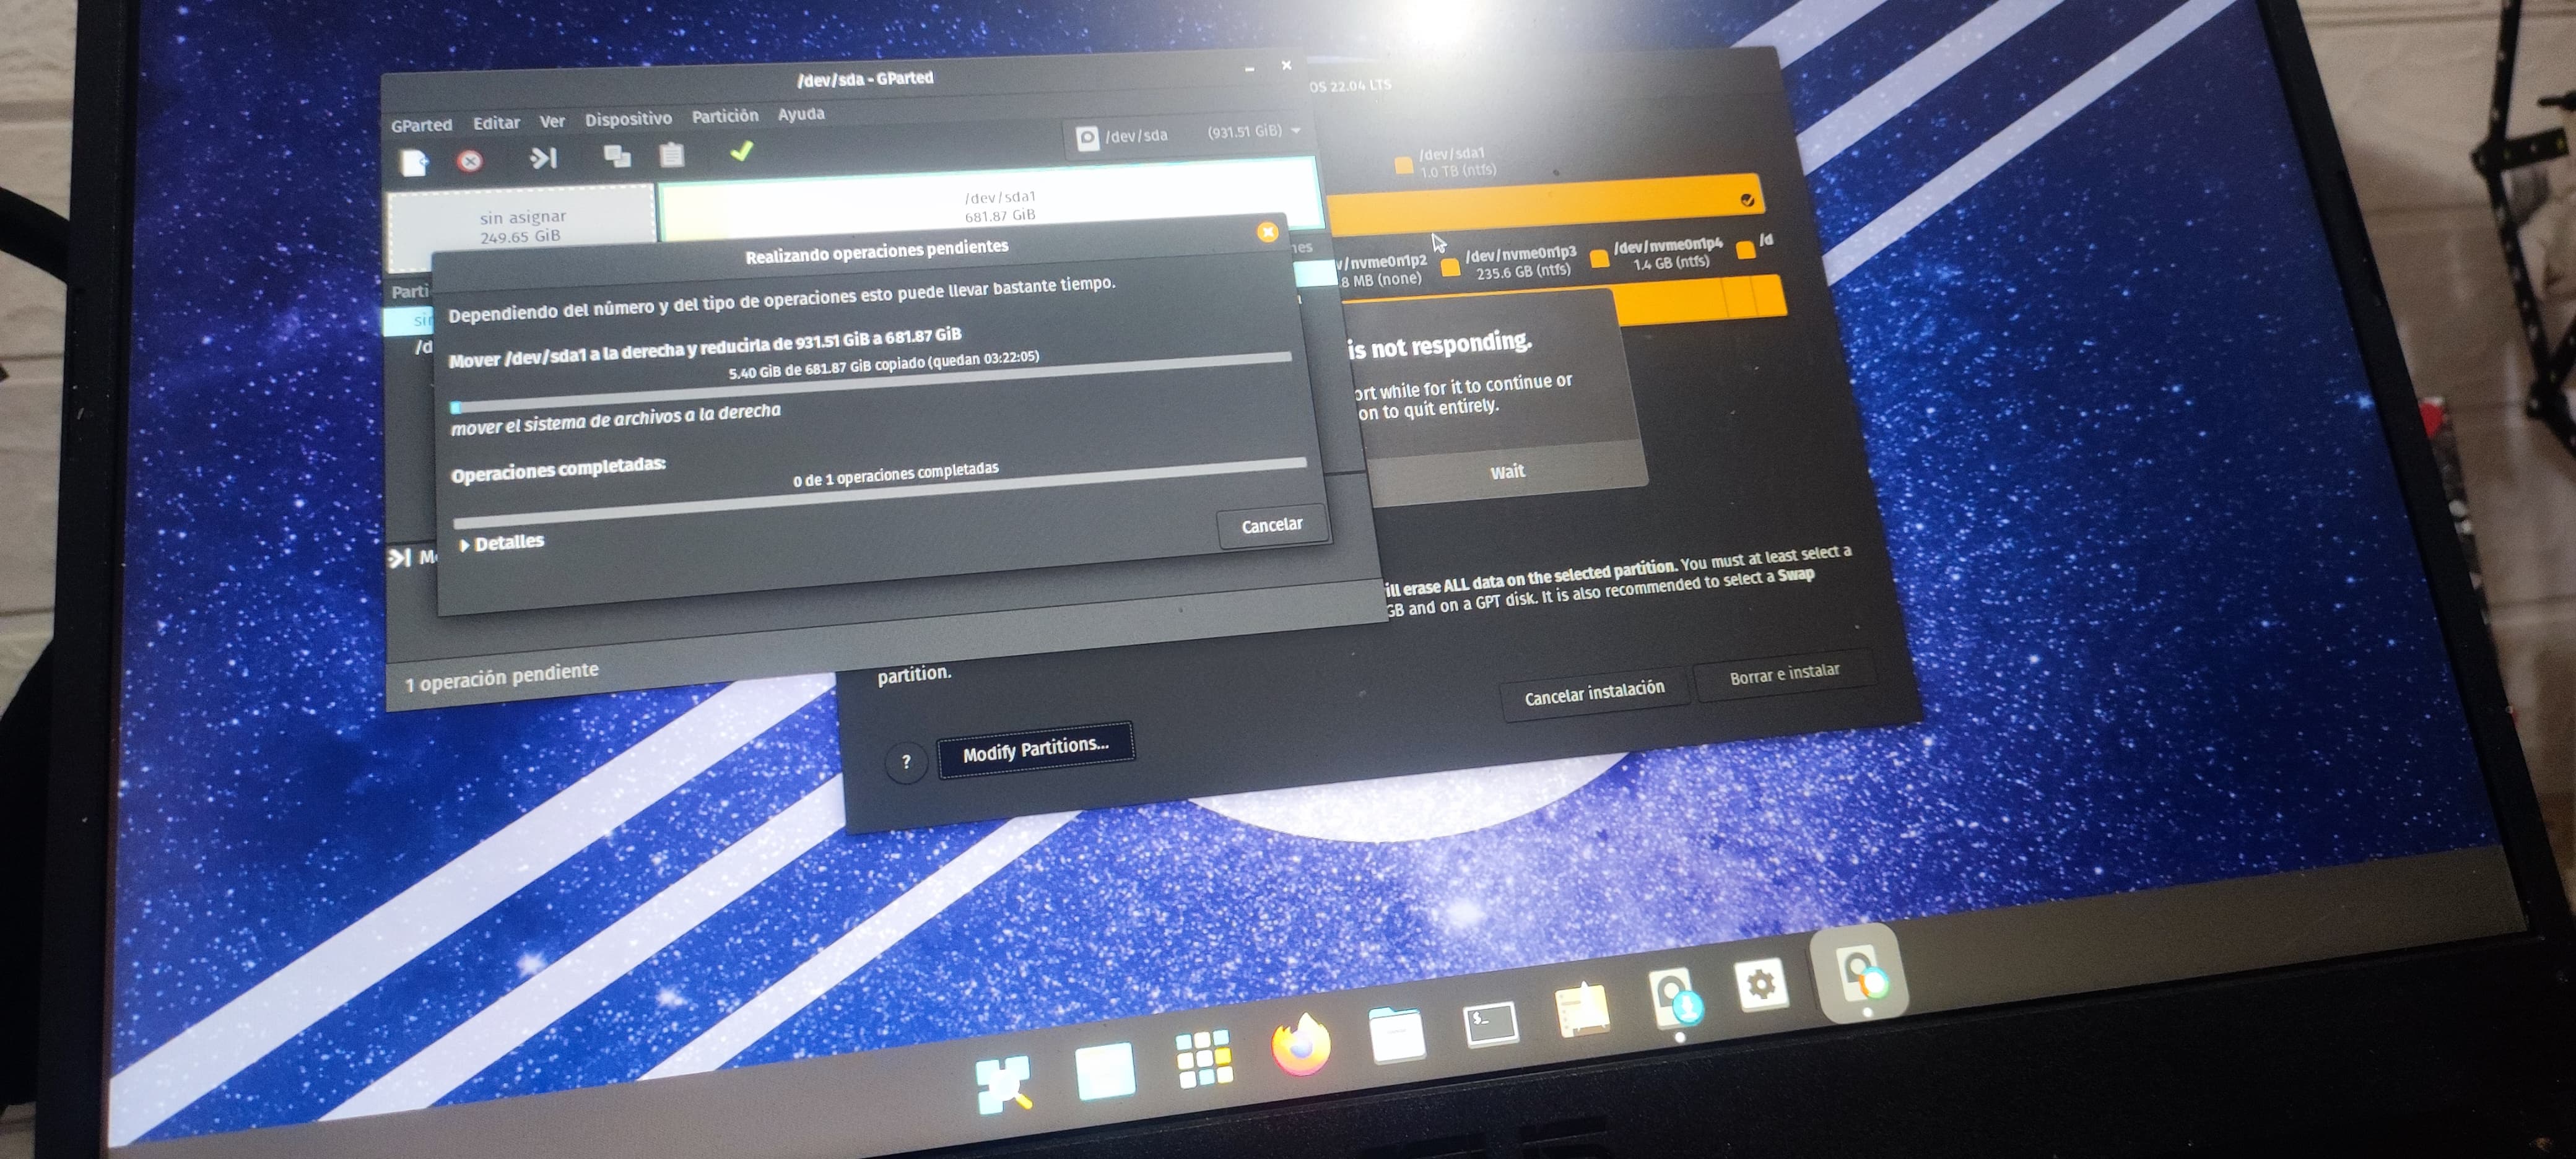 /dev/sda - GParted
GParted Editar Ver Dispositivo Partición Ayuda
/dev/sda (931.51 GiB)
sin asignar
249.65 GiB
/dev/sda1
681.87 GiB
Parti
/d
Realizando operaciones pendientes
Dependiendo del número y del tipo de operaciones esto puede llevar bastante tiempo.
Mover /dev/sda1 a la derecha y reducirla de 931.51 GiB a 681.87 GiB
5.40 GiB de 681.87 GiB copiado (quedan 03:22:05)
mover el sistema de archivos a la derecha
Operaciones completadas:
0 de 1 operaciones completadas
Detalles
Cancelar
1 operación pendiente
OS 22.04 LTS
/dev/sda1
1.0 TB (ntfs)
/nvme0n1p2
8 MB (none)
/dev/nvme0n1p3
235.6 GB (ntfs)
/dev/nvme0n1p4
1.4 GB (ntfs)
/d
is not responding.
ort while for it to continue or
on to quit entirely.
Wait
ill erase ALL data on the selected partition. You must at least select a
GB and on a GPT disk. It is also recommended to select a Swap
partition.
? Modify Partitions...
Cancelar instalación
Borrar e instalar
$_